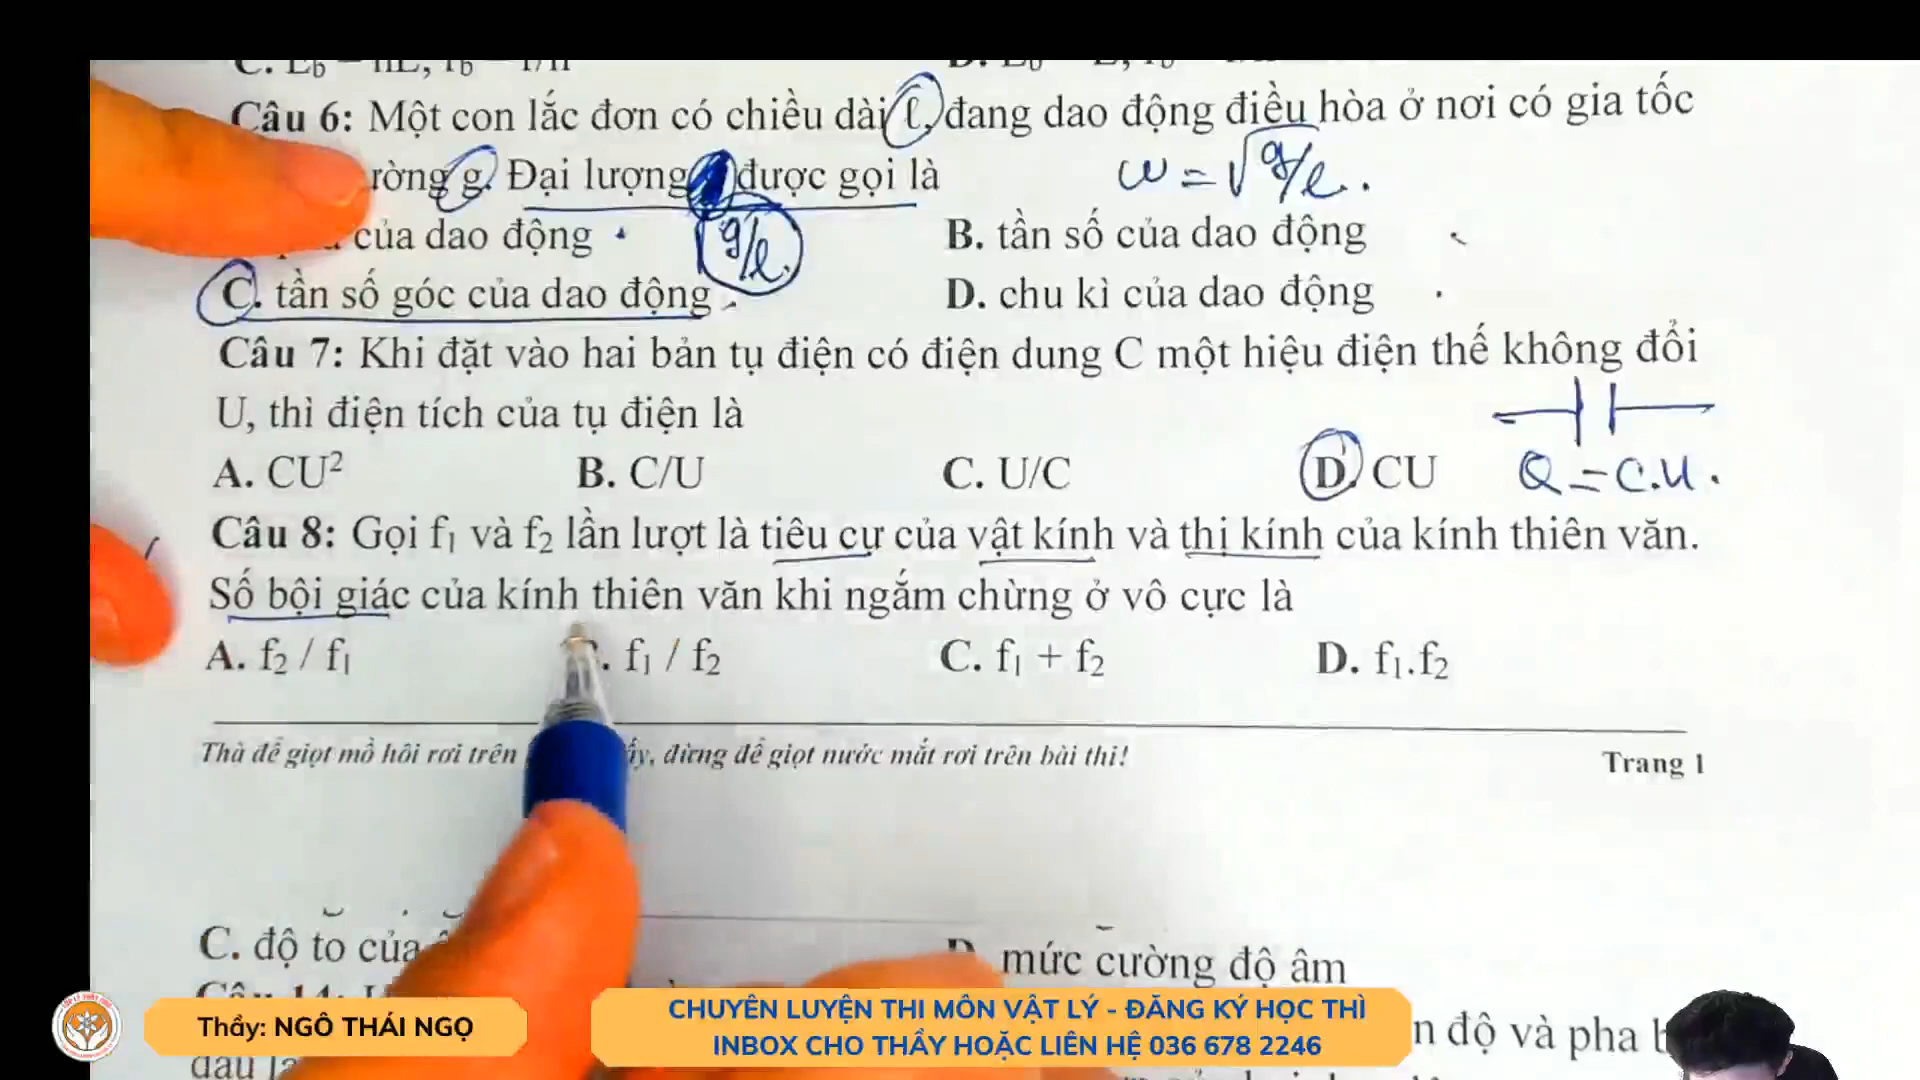 Câu 6: Một con lắc đơn có chiều dài ℓ, đang dao động điều hòa ở nơi có gia tốc
g. Đại lượng được gọi là
ω = √g/ℓ.
của dao động
g/ℓ.
B. tần số của dao động
C. tần số góc của dao động
D. chu kì của dao động
Câu 7: Khi đặt vào hai bản tụ điện có điện dung C một hiệu điện thế không đổi
U, thì điện tích của tụ điện là
A. CU²
B. C/U
C. U/C
D. CU
Q = C.U.
Câu 8: Gọi f₁ và f₂ lần lượt là tiêu cự của vật kính và thị kính của kính thiên văn.
Số bội giác của kính thiên văn khi ngắm chừng ở vô cực là
A. f₂ / f₁
f₁ / f₂
C. f₁ + f₂
D. f₁.f₂
Thà để giọt mồ hôi rơi trên đừng để giọt nước mắt rơi trên bài thi!
Trang 1
C. độ to của
mức cường độ âm
Thầy: NGÔ THÁI NGỌ
CHUYÊN LUYỆN THI MÔN VẬT LÝ - ĐĂNG KÝ HỌC THÌ
INBOX CHO THẦY HOẶC LIÊN HỆ 036 678 2246
độ và pha